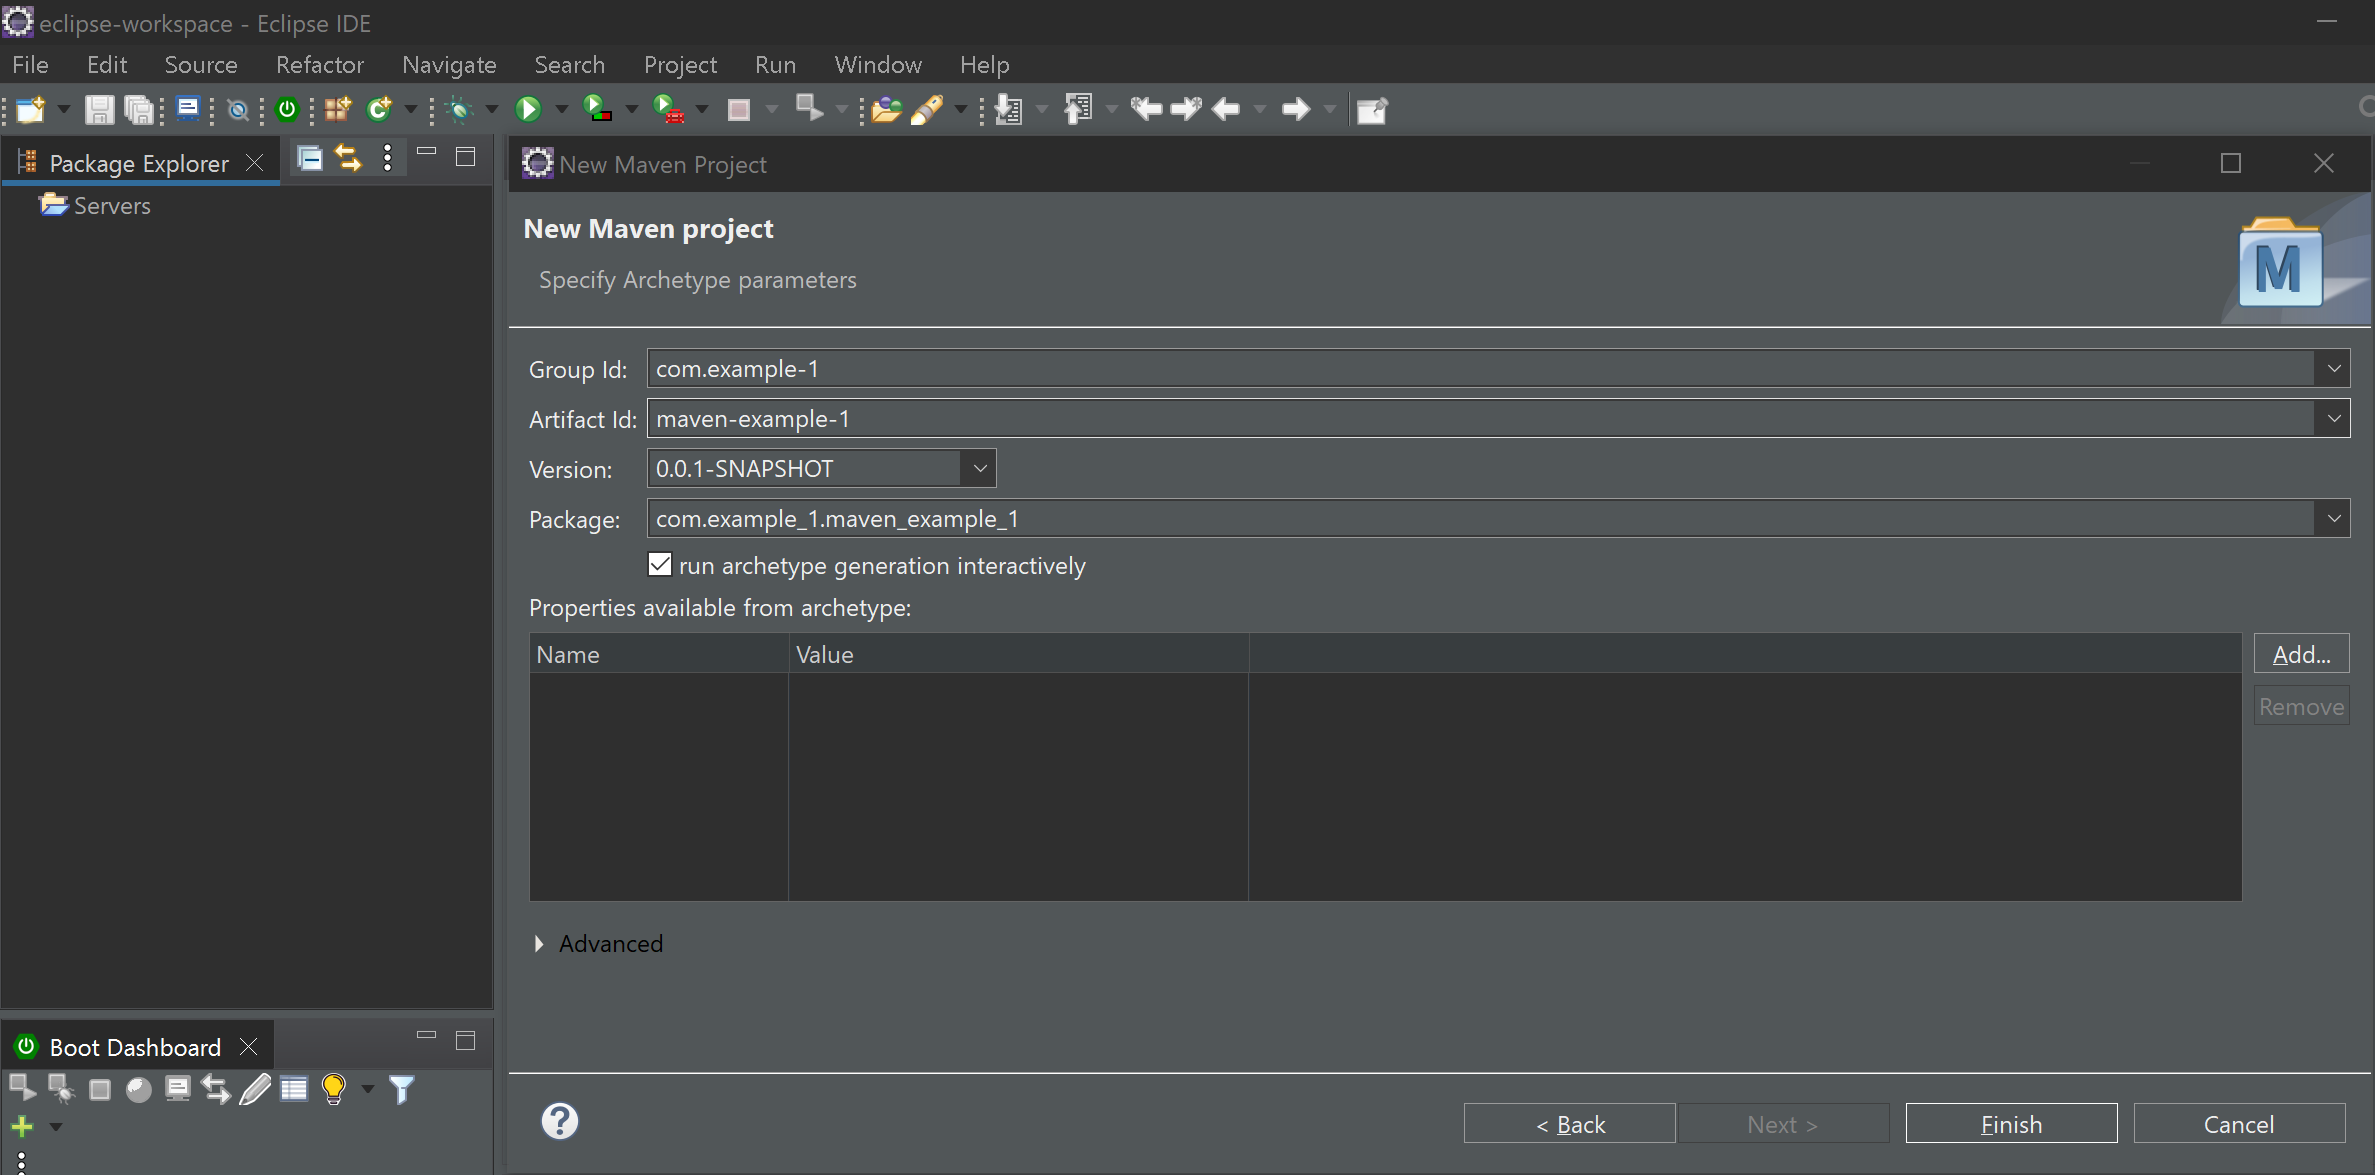 eclipse-workspace - Eclipse IDE
File Edit Source Refactor Navigate Search Project Run Window Help
Package Explorer
Servers
New Maven Project
New Maven project
Specify Archetype parameters
M
Group Id: com.example-1
Artifact Id: maven-example-1
Version: 0.0.1-SNAPSHOT
Package: com.example_1.maven_example_1
run archetype generation interactively
Properties available from archetype:
Name Value
Add...
Remove
Advanced
Boot Dashboard
?
< Back Next > Finish Cancel